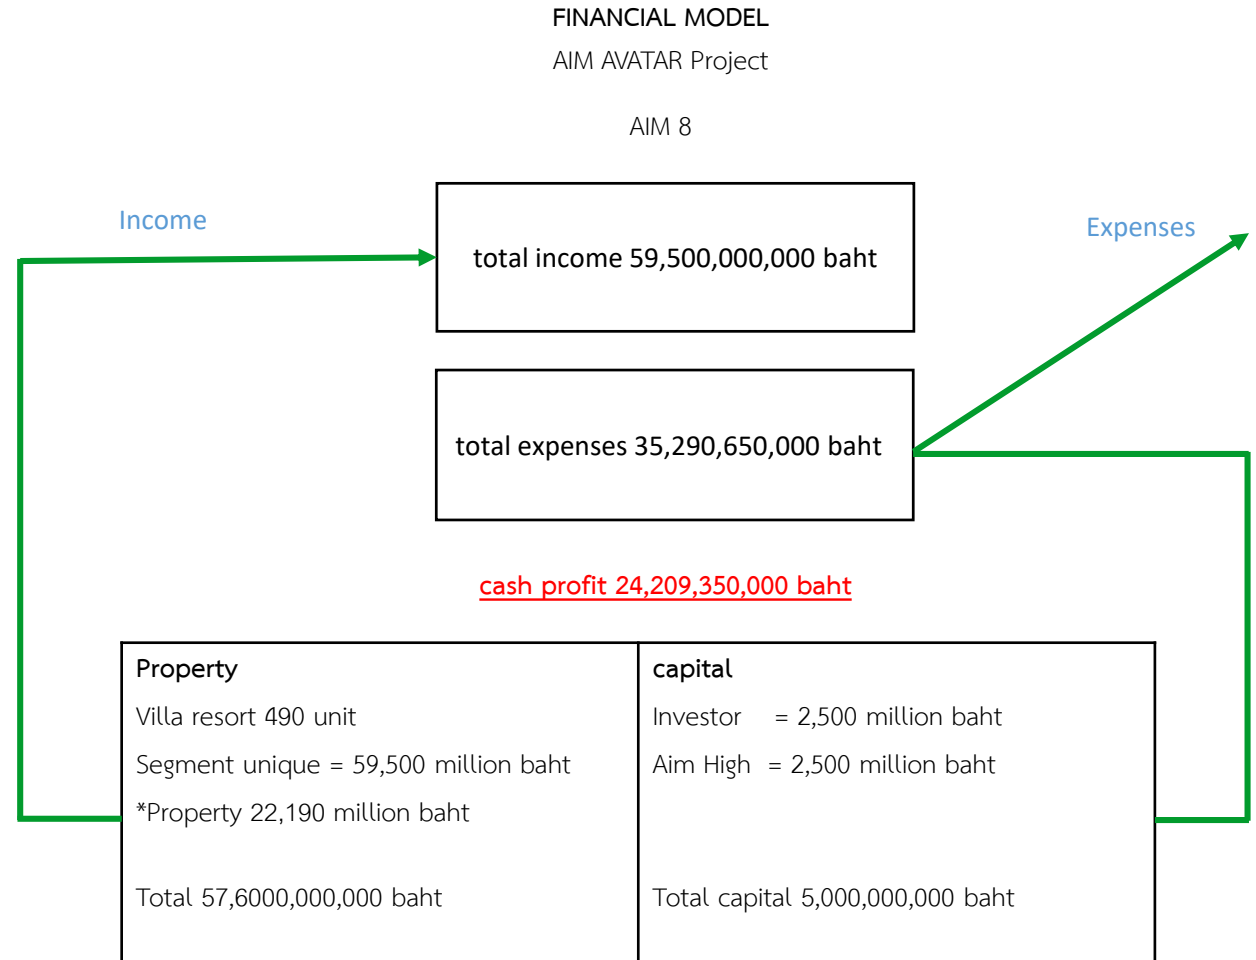 FINANCIAL MODEL
AIM AVATAR Project
AIM 8
Income
Expenses
total income 59,500,000,000 baht
total expenses 35,290,650,000 baht
cash profit 24,209,350,000 baht
Property
Villa resort 490 unit
Segment unique = 59,500 million baht
*Property 22,190 million baht
Total 57,6000,000,000 baht
capital
Investor = 2,500 million baht
Aim High = 2,500 million baht
Total capital 5,000,000,000 baht